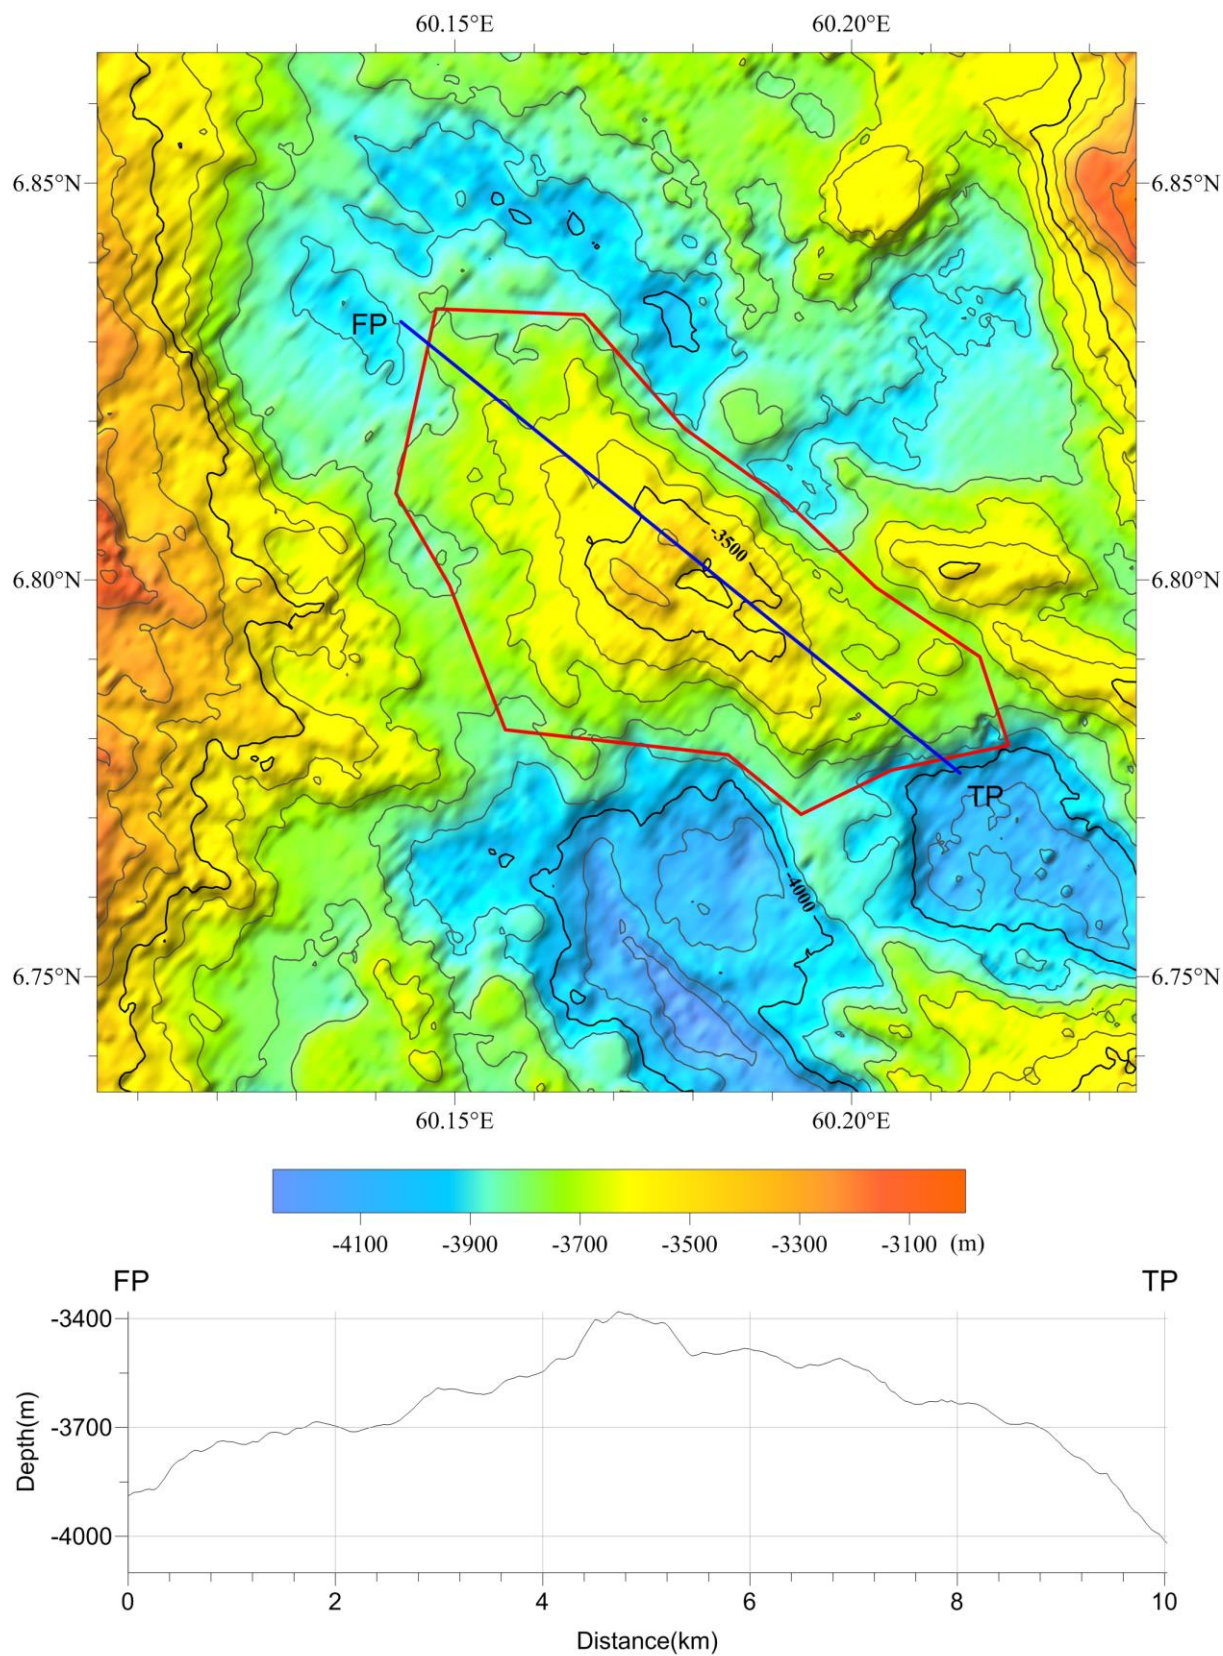 60.15°E 60.20°E
6.85°N 6.85°N
FP
-3500
6.80°N 6.80°N
TP
-4000
6.75°N 6.75°N
60.15°E 60.20°E
-4100 -3900 -3700 -3500 -3300 -3100 (m)
FP TP
-3400
-3700
-4000
Depth(m)
0 2 4 6 8 10
Distance(km)